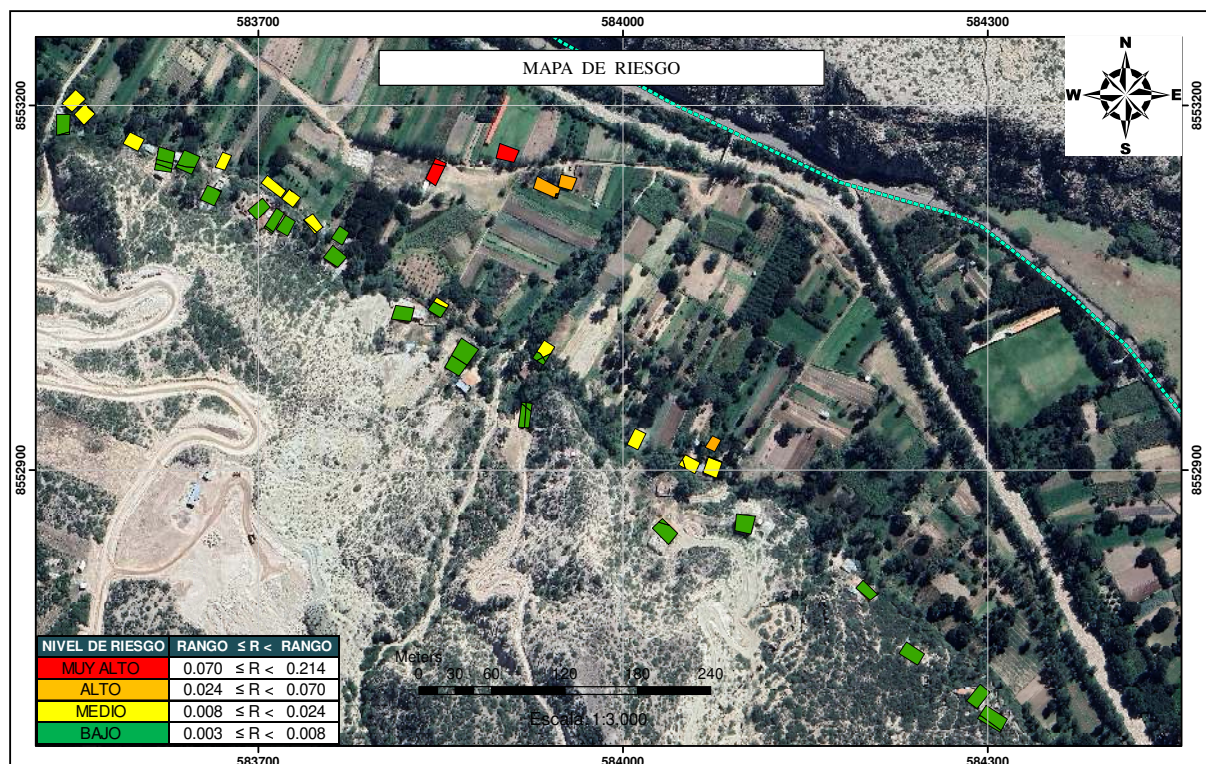 583700 584000 584300
MAPA DE RIESGO
N
W E
S
8553200 8553200
8552900 8552900
NIVEL DE RIESGO RANGO ≤ R < RANGO
MUY ALTO 0.070 ≤ R < 0.214
ALTO 0.024 ≤ R < 0.070
MEDIO 0.008 ≤ R < 0.024
BAJO 0.003 ≤ R < 0.008
Meters
0 30 60 120 180 240
Escala: 1:3,000
583700 584000 584300